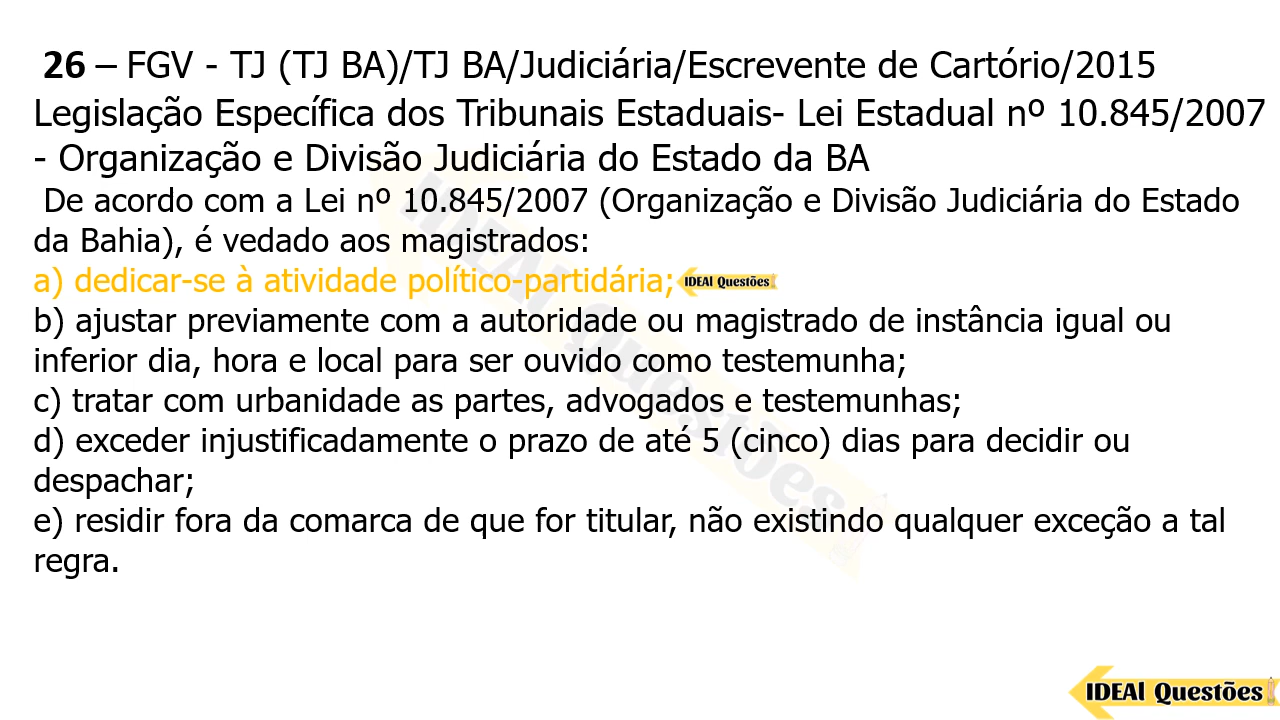 26 – FGV - TJ (TJ BA)/TJ BA/Judiciária/Escrevente de Cartório/2015
Legislação Específica dos Tribunais Estaduais- Lei Estadual nº 10.845/2007
- Organização e Divisão Judiciária do Estado da BA
De acordo com a Lei nº 10.845/2007 (Organização e Divisão Judiciária do Estado
da Bahia), é vedado aos magistrados:
a) dedicar-se à atividade político-partidária; IDEAl Questões
b) ajustar previamente com a autoridade ou magistrado de instância igual ou
inferior dia, hora e local para ser ouvido como testemunha;
c) tratar com urbanidade as partes, advogados e testemunhas;
d) exceder injustificadamente o prazo de até 5 (cinco) dias para decidir ou
despachar;
e) residir fora da comarca de que for titular, não existindo qualquer exceção a tal
regra.
IDEAl Questões
IDEAl Questões